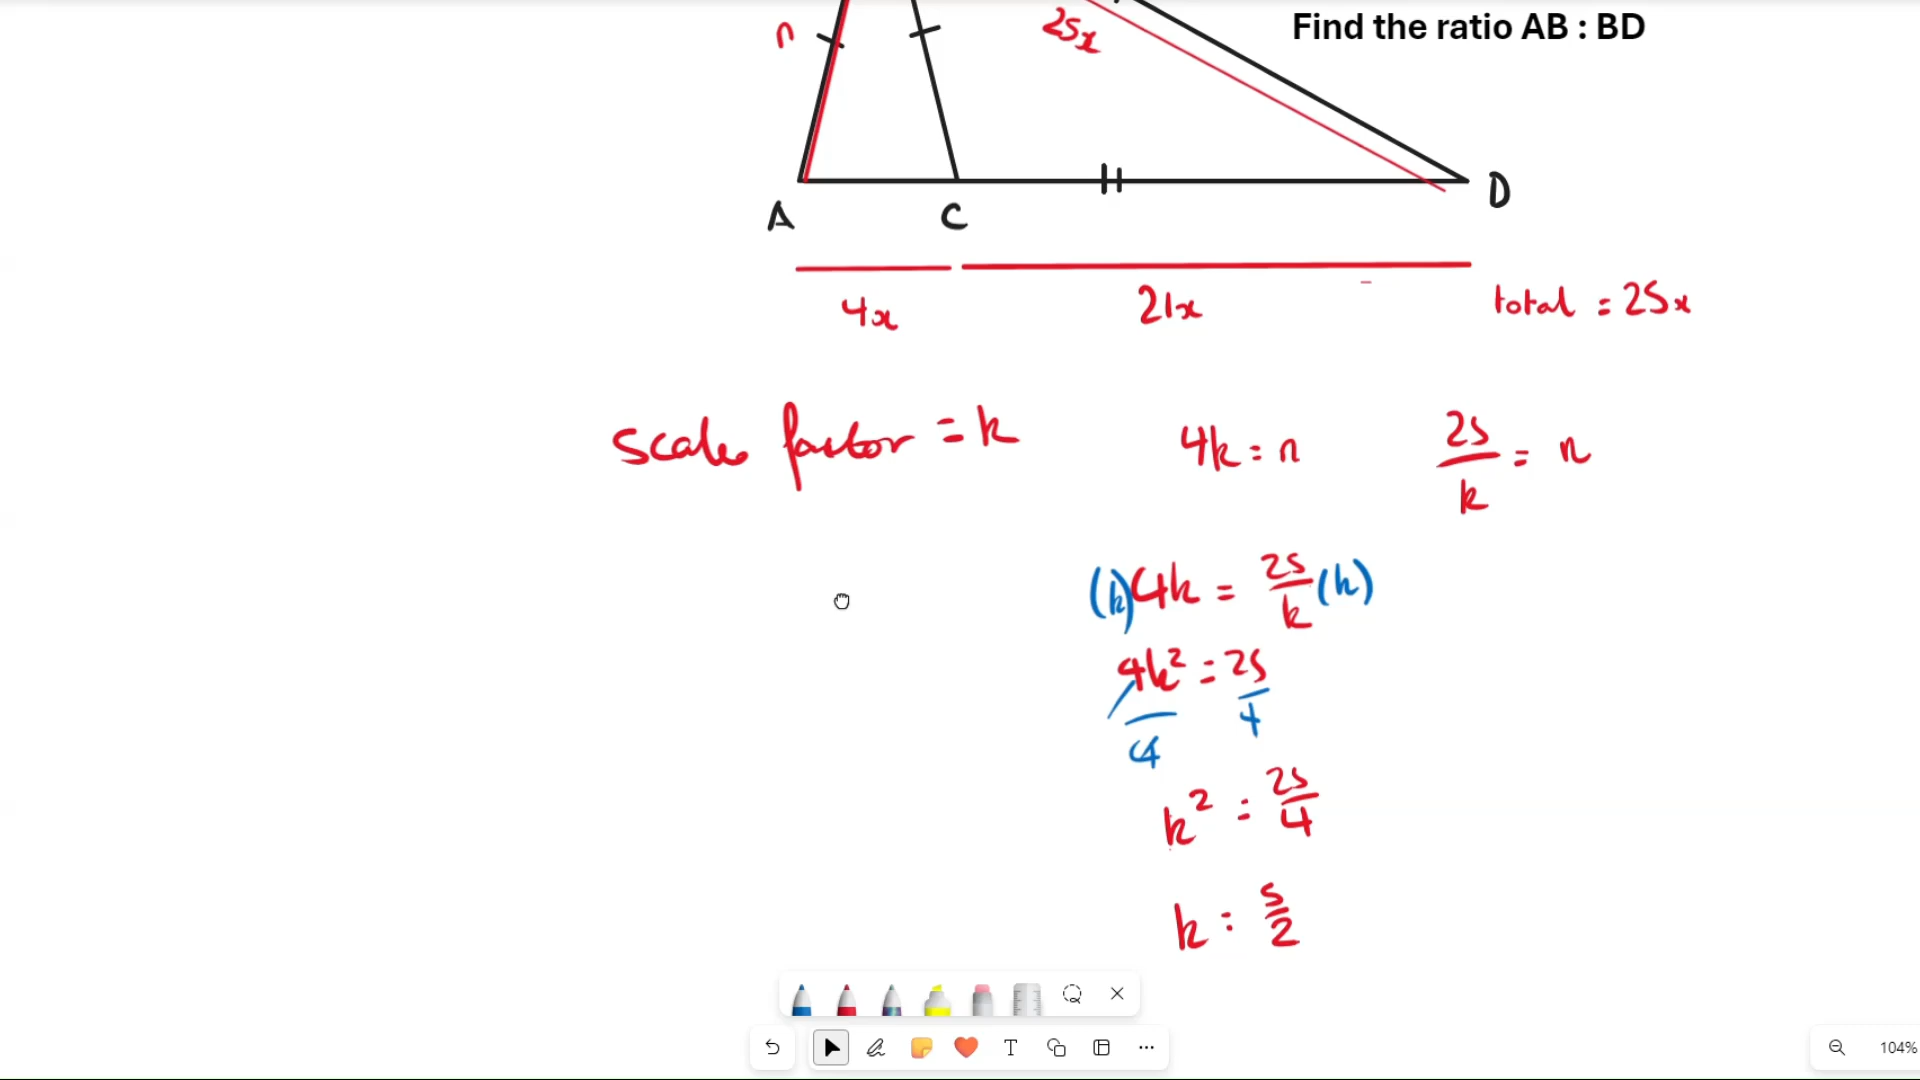 Find the ratio AB : BD
n
25x
A C D
4x 21x total = 25x
scale factor = k 4k = n 25/k = n
(k)4k = 25/k (k)
4k² = 25
4 4
k² = 25/4
k = 5/2
T
104%